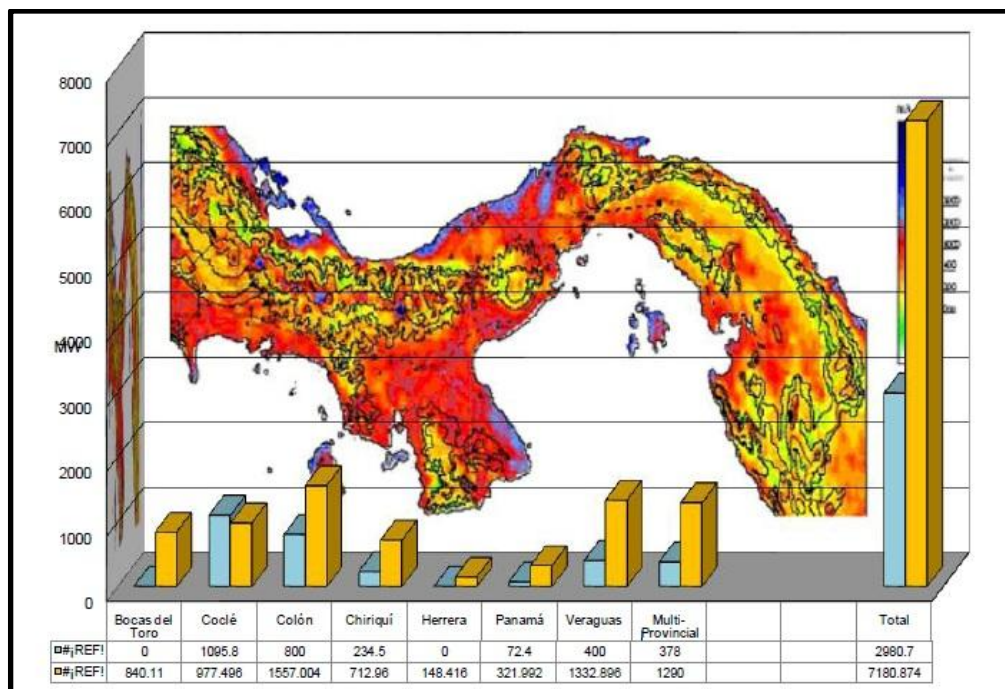 8000
7000
6000
5000
4000
MW
3000
2000
1000
0
Bocas del Toro Coclé Colón Chiriquí Herrera Panamá Veraguas Multi-Provincial Total
#¡REF! 0 1095.8 800 234.5 0 72.4 400 378 2980.7
#¡REF! 840.11 977.496 1557.004 712.96 148.416 321.992 1332.896 1290 7180.874